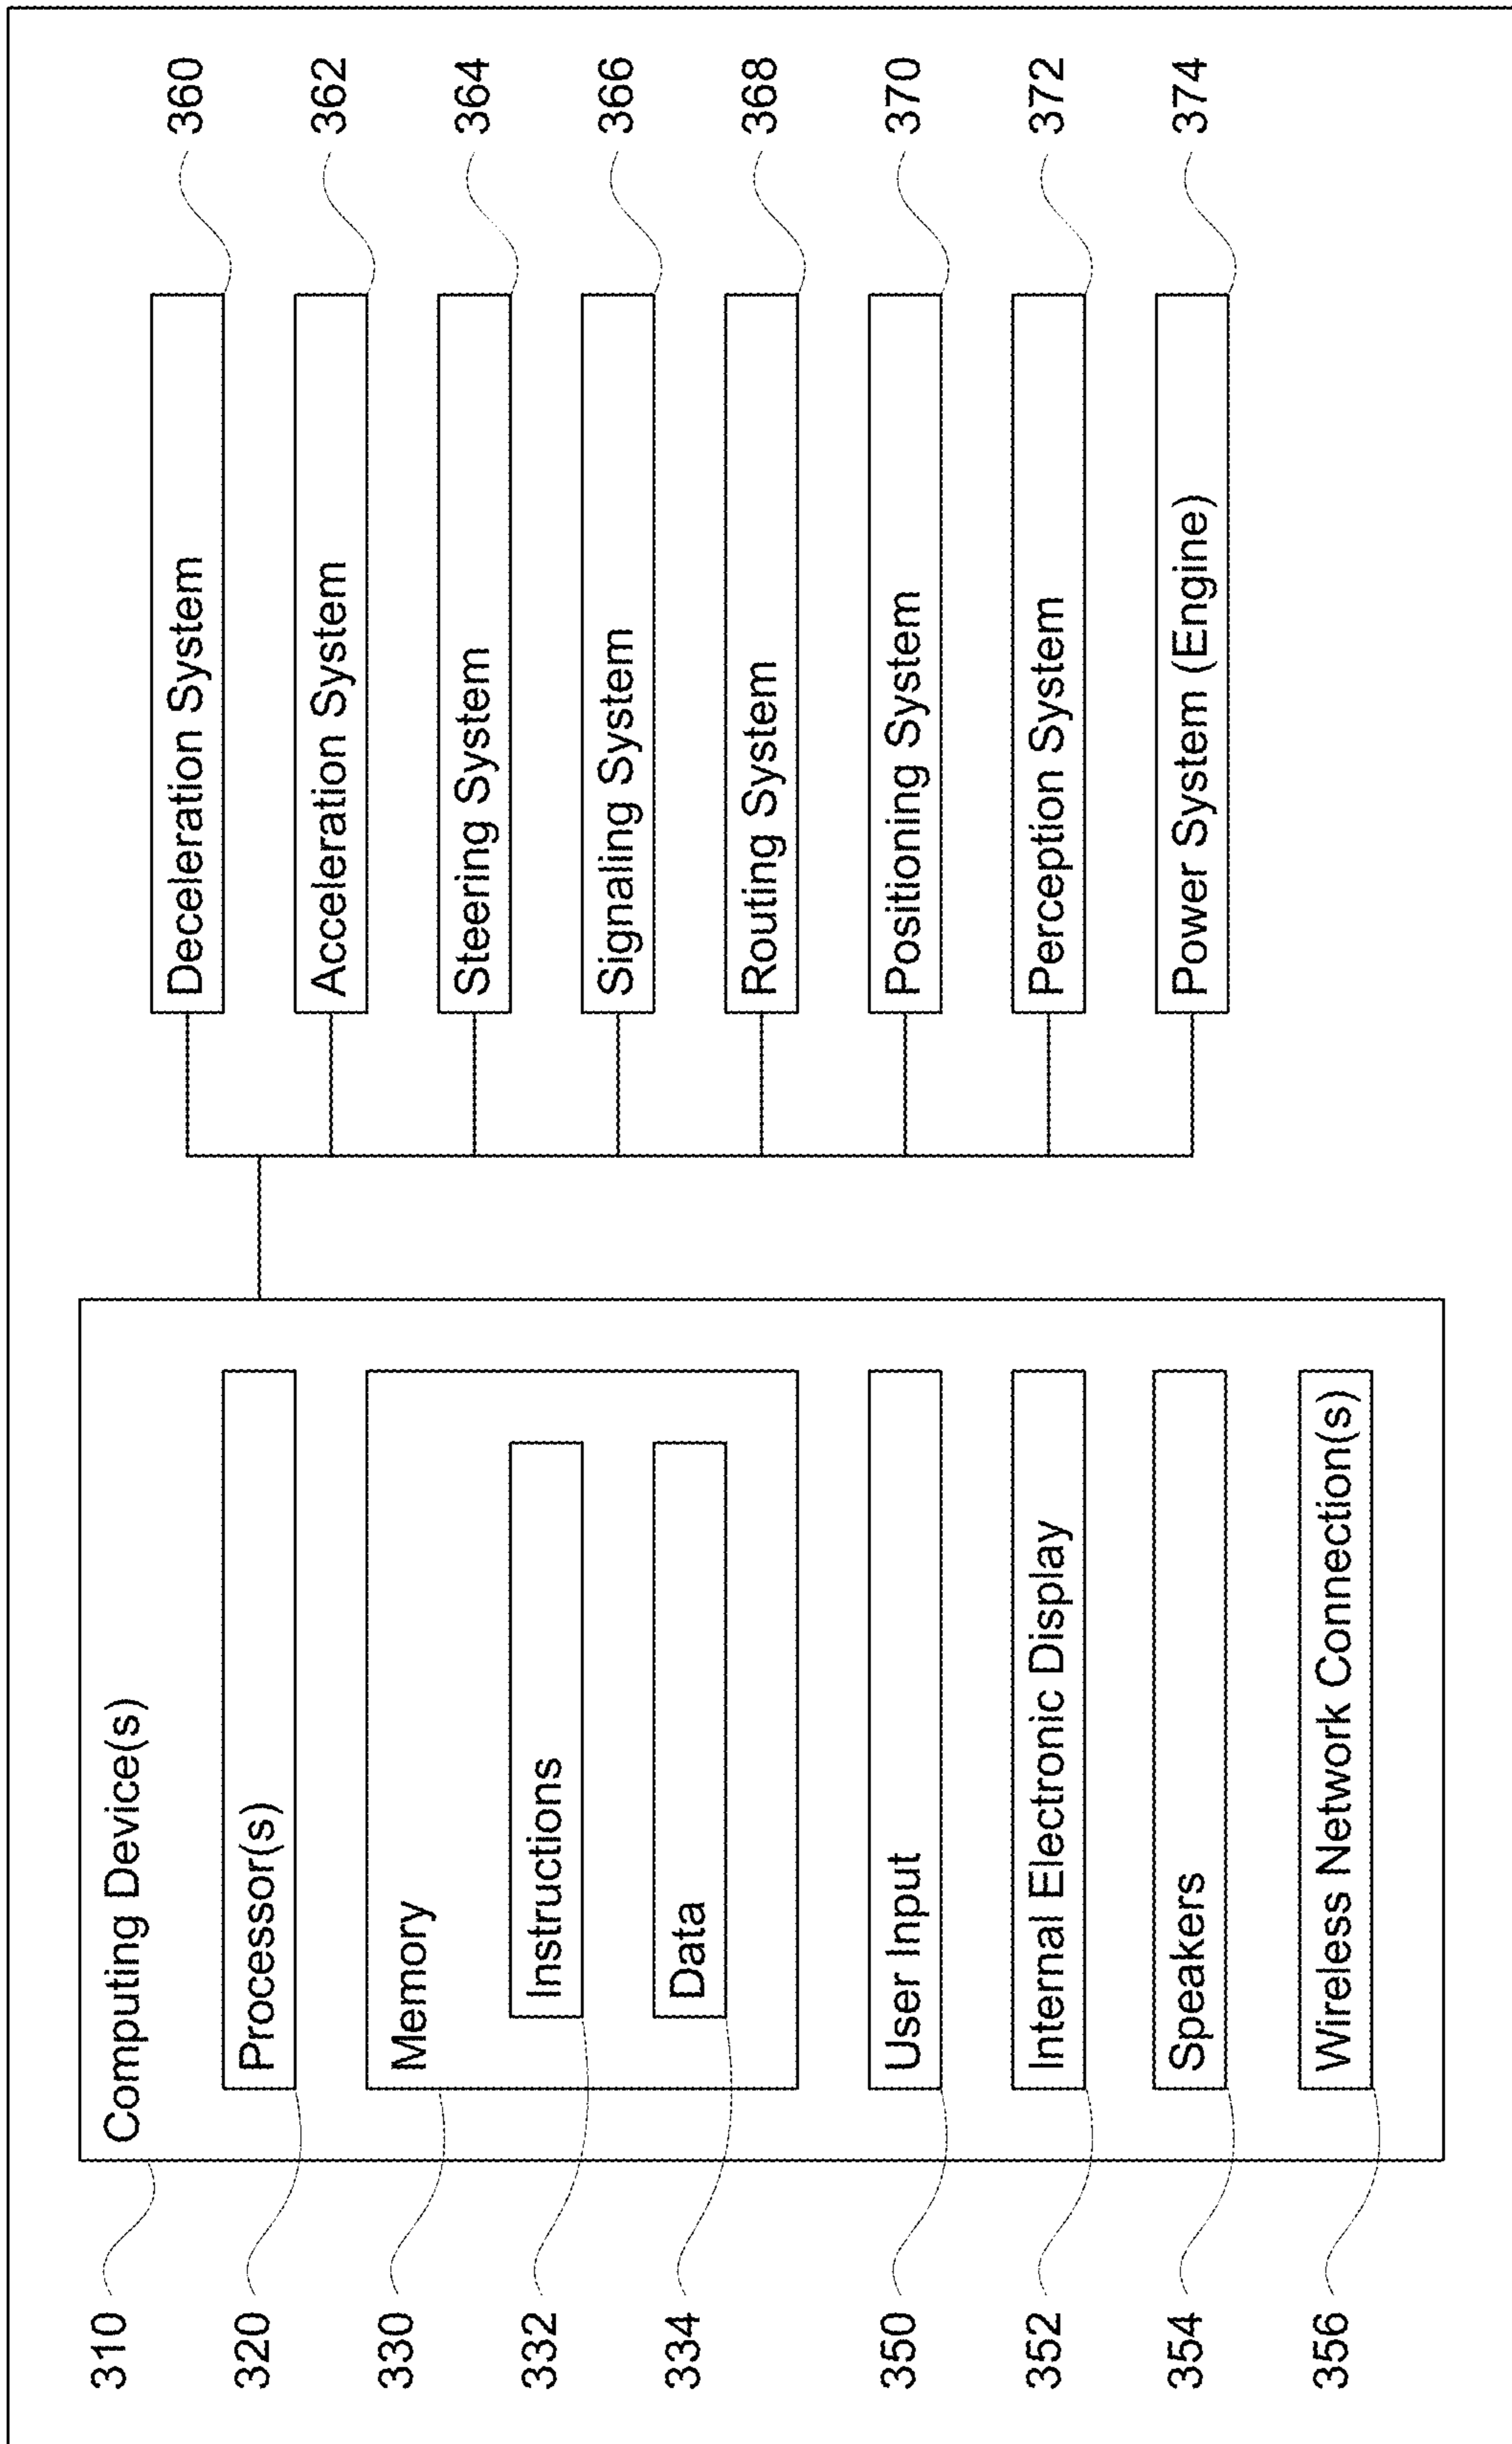 310
Computing Device(s)
320
Processor(s)
330
Memory
332
Instructions
334
Data
350
User Input
352
Internal Electronic Display
354
Speakers
356
Wireless Network Connection(s)
Deceleration System
360
Acceleration System
362
Steering System
364
Signaling System
366
Routing System
368
Positioning System
370
Perception System
372
Power System (Engine)
374